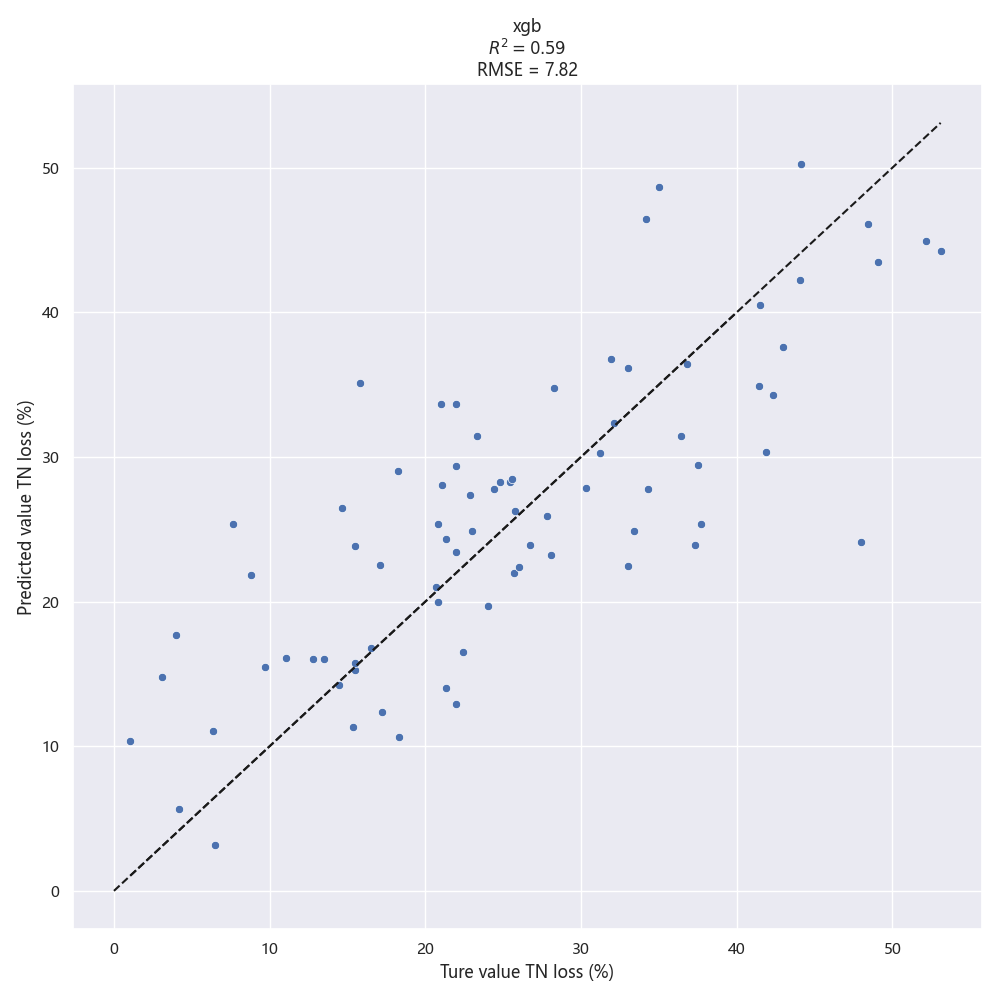 xgb
R² = 0.59
RMSE = 7.82
Predicted value TN loss (%)
50
40
30
20
10
0
0 10 20 30 40 50
Ture value TN loss (%)